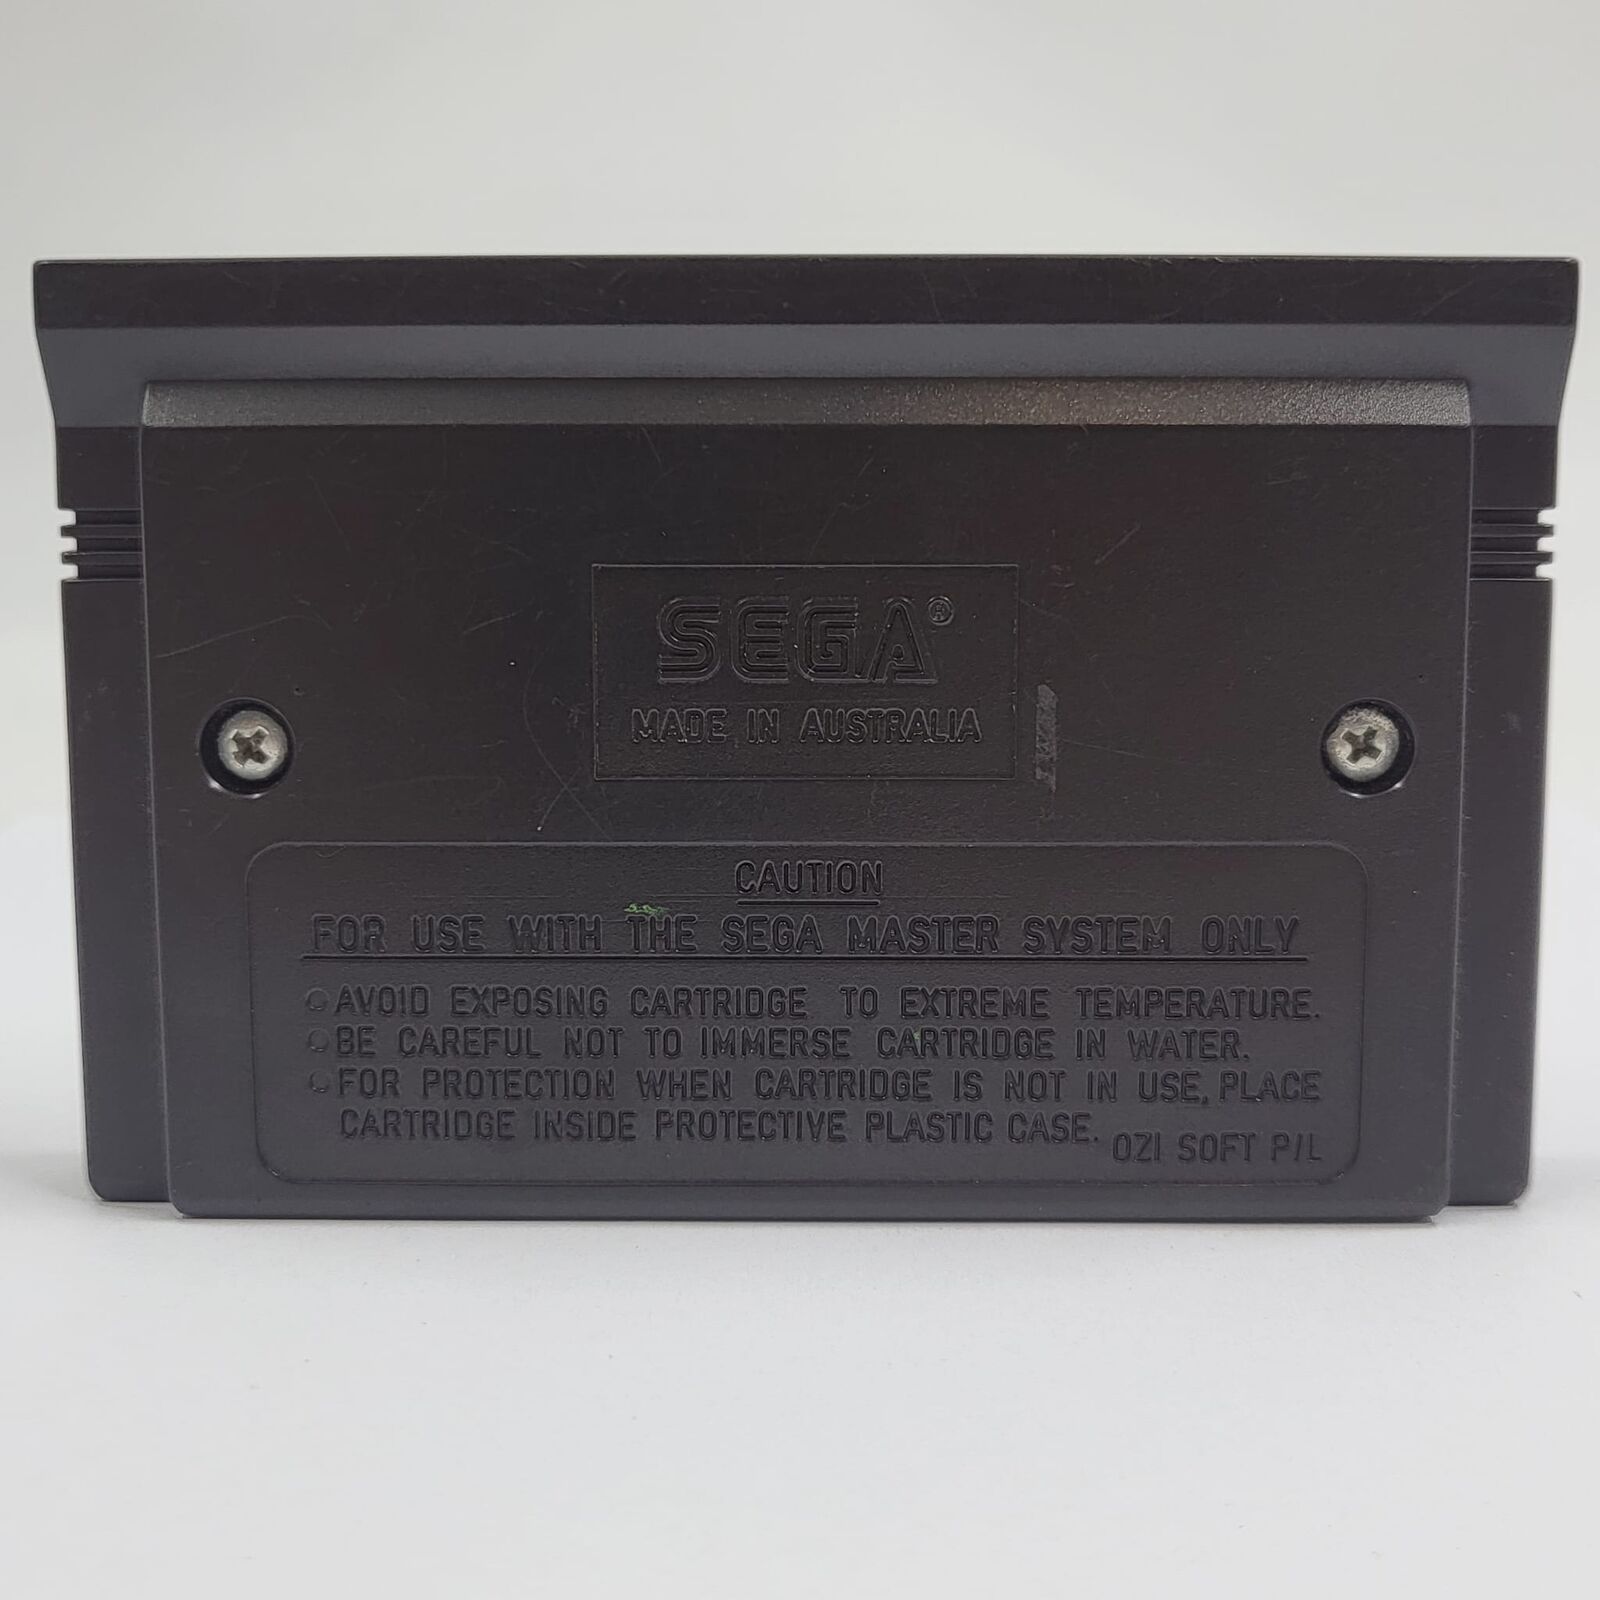 SEGA®
MADE IN AUSTRALIA
CAUTION
FOR USE WITH THE SEGA MASTER SYSTEM ONLY
AVOID EXPOSING CARTRIDGE TO EXTREME TEMPERATURE.
BE CAREFUL NOT TO IMMERSE CARTRIDGE IN WATER.
FOR PROTECTION WHEN CARTRIDGE IS NOT IN USE, PLACE
CARTRIDGE INSIDE PROTECTIVE PLASTIC CASE.
OZI SOFT P/L